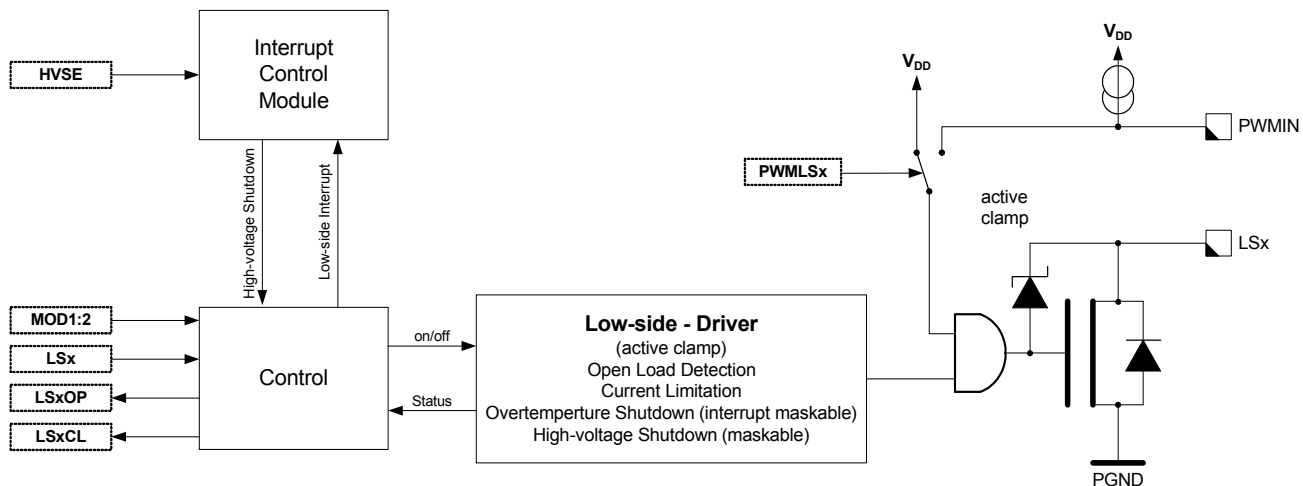 HVSE
Interrupt
Control
Module
High-voltage Shutdown
Low-side Interrupt
MOD1:2
LSx
LSxOP
LSxCL
Control
on/off
Status
Low-side - Driver
(active clamp)
Open Load Detection
Current Limitation
Overtemperture Shutdown (interrupt maskable)
High-voltage Shutdown (maskable)
VDD
VDD
PWMIN
PWMLSx
active
clamp
LSx
PGND